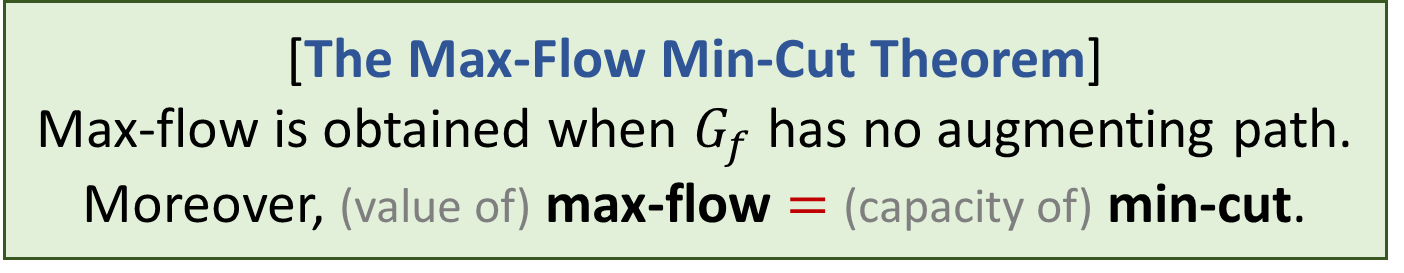 [The Max-Flow Min-Cut Theorem]
Max-flow is obtained when G_f has no augmenting path.
Moreover, (value of) max-flow = (capacity of) min-cut.